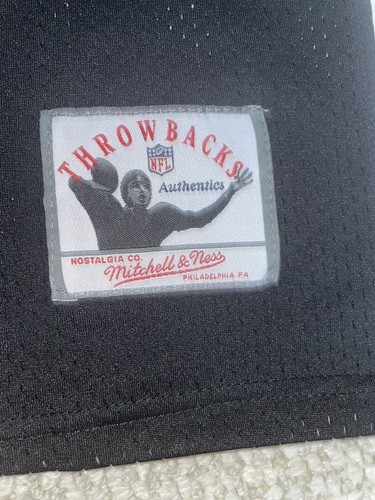 THROWBACKS
NFL
Authentics
NOSTALGIA CO.
Mitchell & Ness
PHILADELPHIA, PA